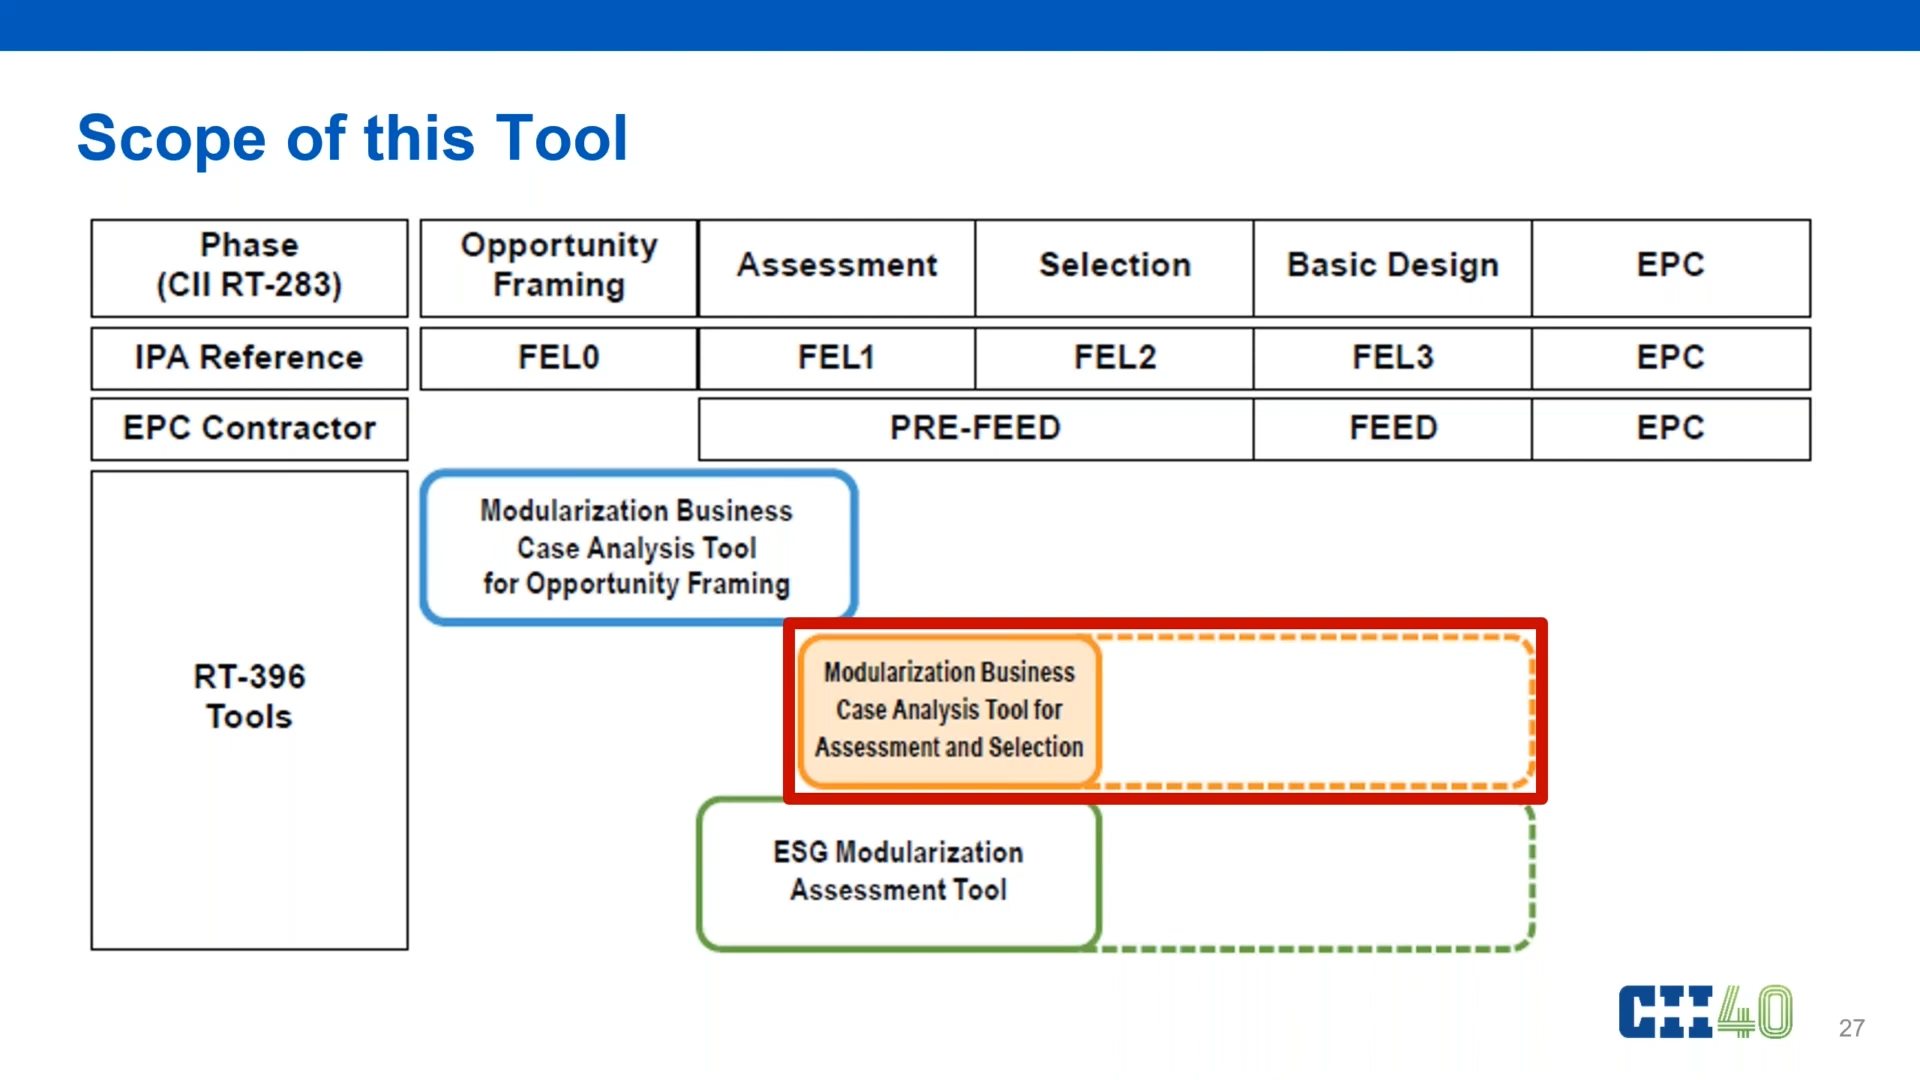 Scope of this Tool
Phase
(CII RT-283)
Opportunity
Framing
Assessment
Selection
Basic Design
EPC
IPA Reference
FEL0
FEL1
FEL2
FEL3
EPC
EPC Contractor
PRE-FEED
FEED
EPC
RT-396
Tools
Modularization Business
Case Analysis Tool
for Opportunity Framing
Modularization Business
Case Analysis Tool for
Assessment and Selection
ESG Modularization
Assessment Tool
CII40
27